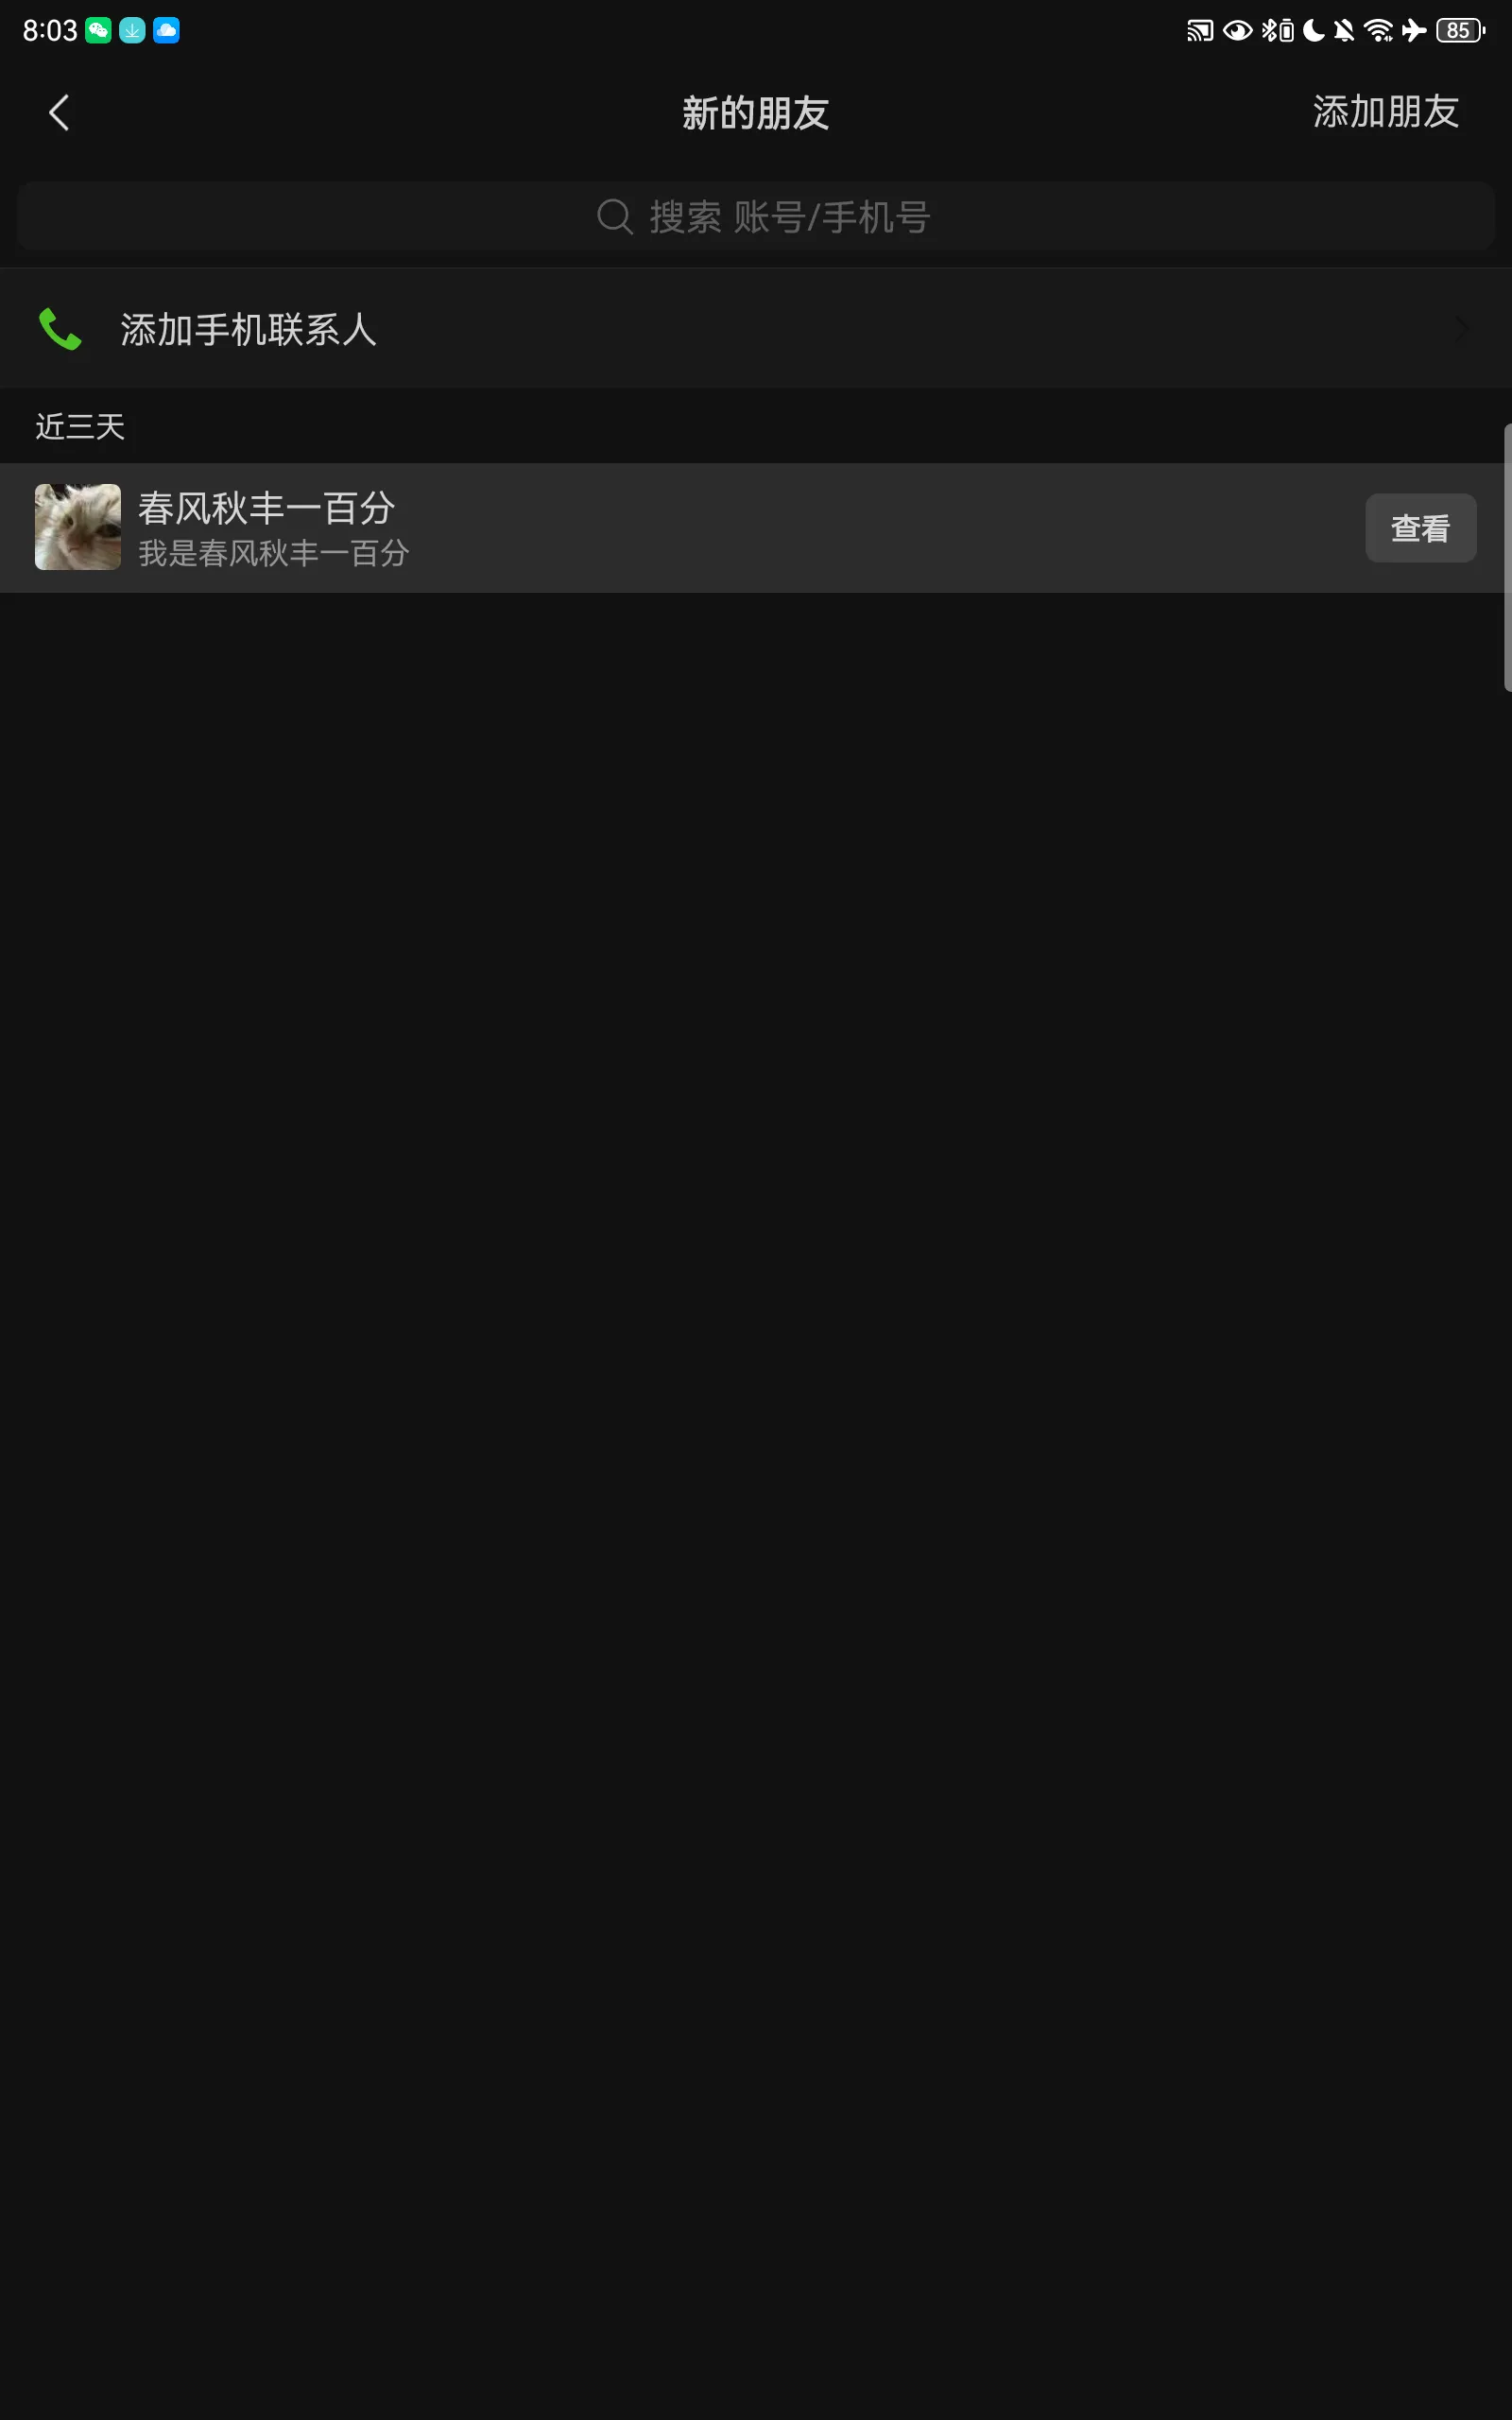 8:03
85
新的朋友
添加朋友
搜索 账号/手机号
添加手机联系人
近三天
春风秋丰一百分
我是春风秋丰一百分
查看